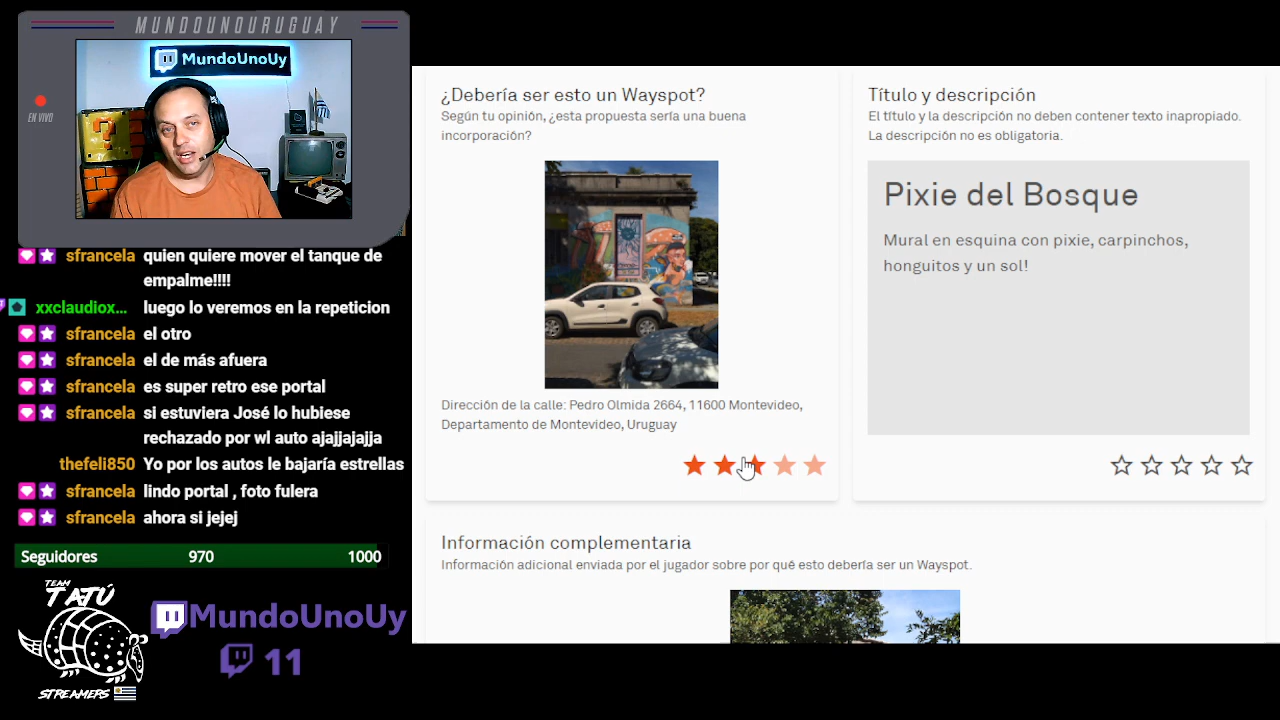 MUNDOUNOURUGUAY
MundoUnoUy
EN VIVO
sfrancela quien quiere mover el tanque de
empalme!!!!
xxclaudiox... luego lo veremos en la repeticion
sfrancela el otro
sfrancela el de más afuera
sfrancela es super retro ese portal
sfrancela si estuviera José lo hubiese
rechazado por wl auto ajajjajajja
thefeli850 Yo por los autos le bajaría estrellas
sfrancela lindo portal , foto fulera
sfrancela ahora si jejej
Seguidores 970 1000
TEAM
TATÚ
STREAMERS
MundoUnoUy
11
¿Debería ser esto un Wayspot?
Según tu opinión, ¿esta propuesta sería una buena
incorporación?
Dirección de la calle: Pedro Olmida 2664, 11600 Montevideo,
Departamento de Montevideo, Uruguay
Título y descripción
El título y la descripción no deben contener texto inapropiado.
La descripción no es obligatoria.
Pixie del Bosque
Mural en esquina con pixie, carpinchos,
honguitos y un sol!
Información complementaria
Información adicional enviada por el jugador sobre por qué esto debería ser un Wayspot.